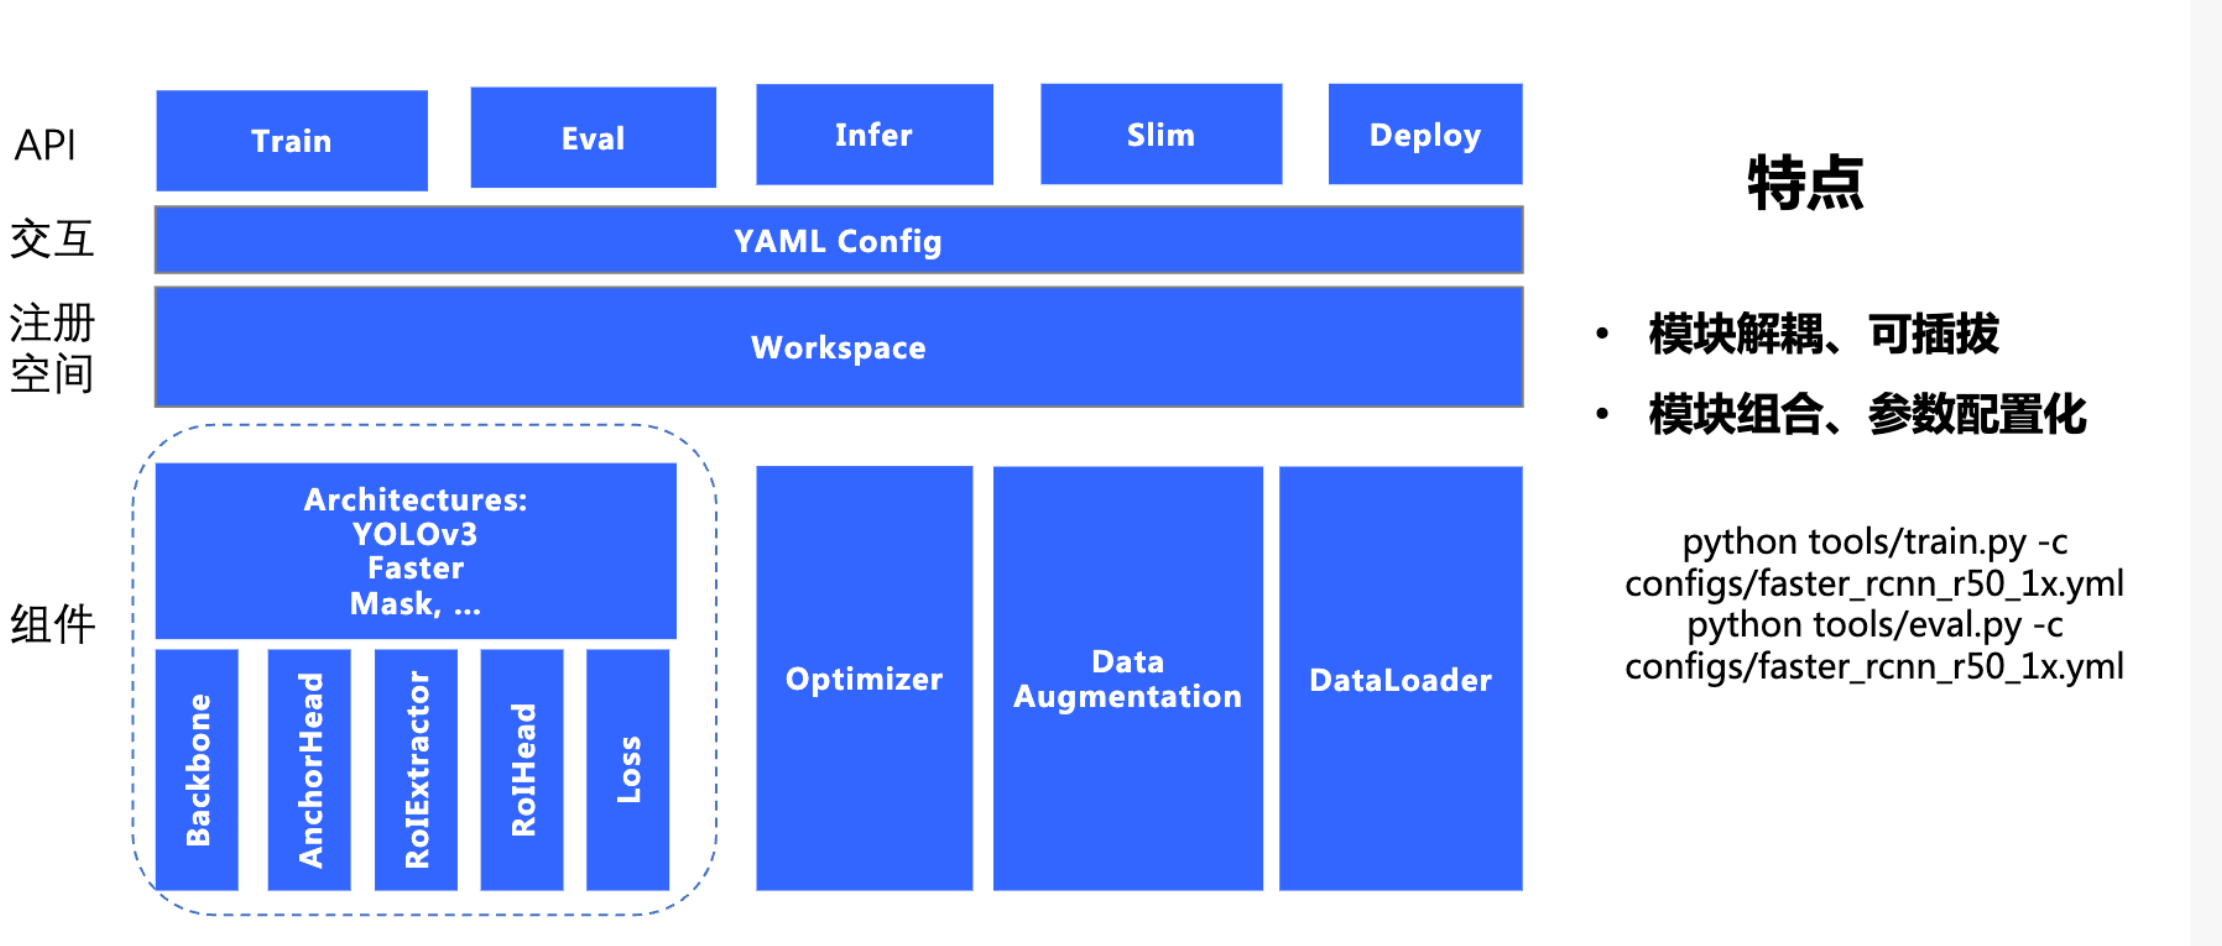 API
Train
Eval
Infer
Slim
Deploy
交互
YAML Config
注册
空间
Workspace
组件
Architectures:
YOLOv3
Faster
Mask, ...
Backbone
AnchorHead
RoIExtractor
RoIHead
Loss
Optimizer
Data
Augmentation
DataLoader
特点
• 模块解耦、可插拔
• 模块组合、参数配置化
python tools/train.py -c
configs/faster_rcnn_r50_1x.yml
python tools/eval.py -c
configs/faster_rcnn_r50_1x.yml